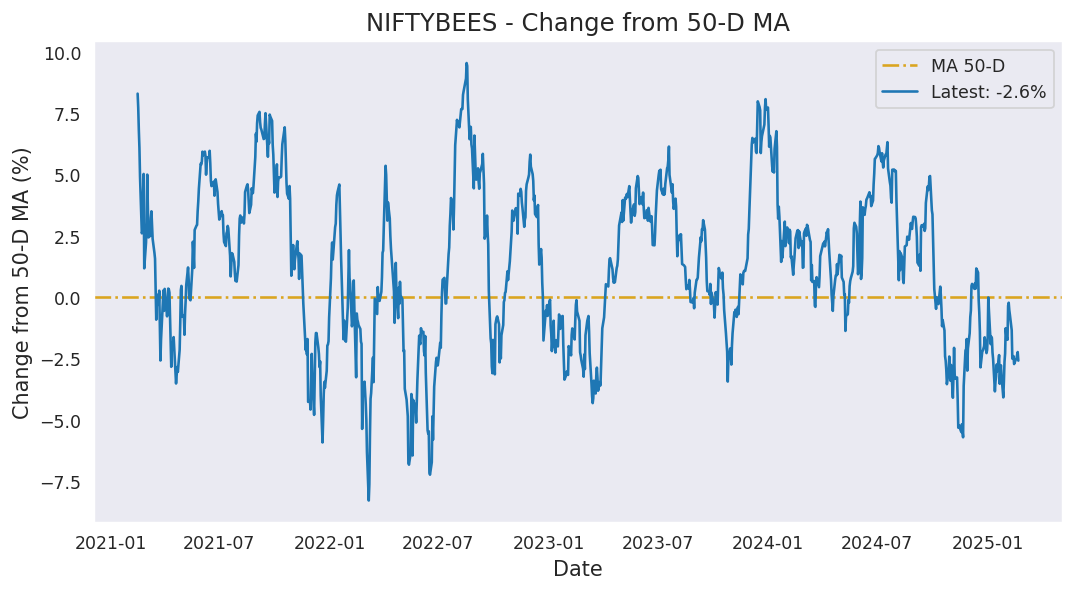 NIFTYBEES - Change from 50-D MA
Change from 50-D MA (%)
10.0
7.5
5.0
2.5
0.0
−2.5
−5.0
−7.5
MA 50-D
Latest: -2.6%
2021-01 2021-07 2022-01 2022-07 2023-01 2023-07 2024-01 2024-07 2025-01
Date